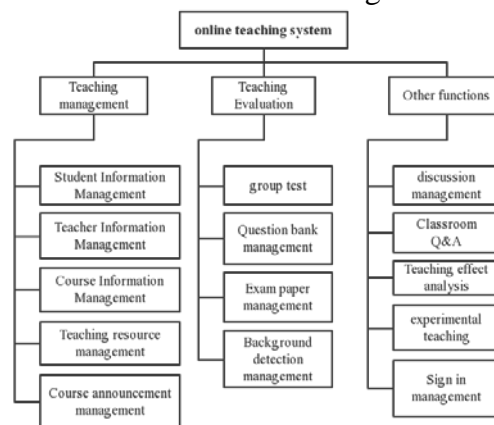 online teaching system
Teaching
management
Teaching
Evaluation
Other functions
Student Information
Management
Teacher Information
Management
Course Information
Management
Teaching resource
management
Course announcement
management
group test
Question bank
management
Exam paper
management
Background
detection
management
discussion
management
Classroom
Q&A
Teaching effect
analysis
experimental
teaching
Sign in
management